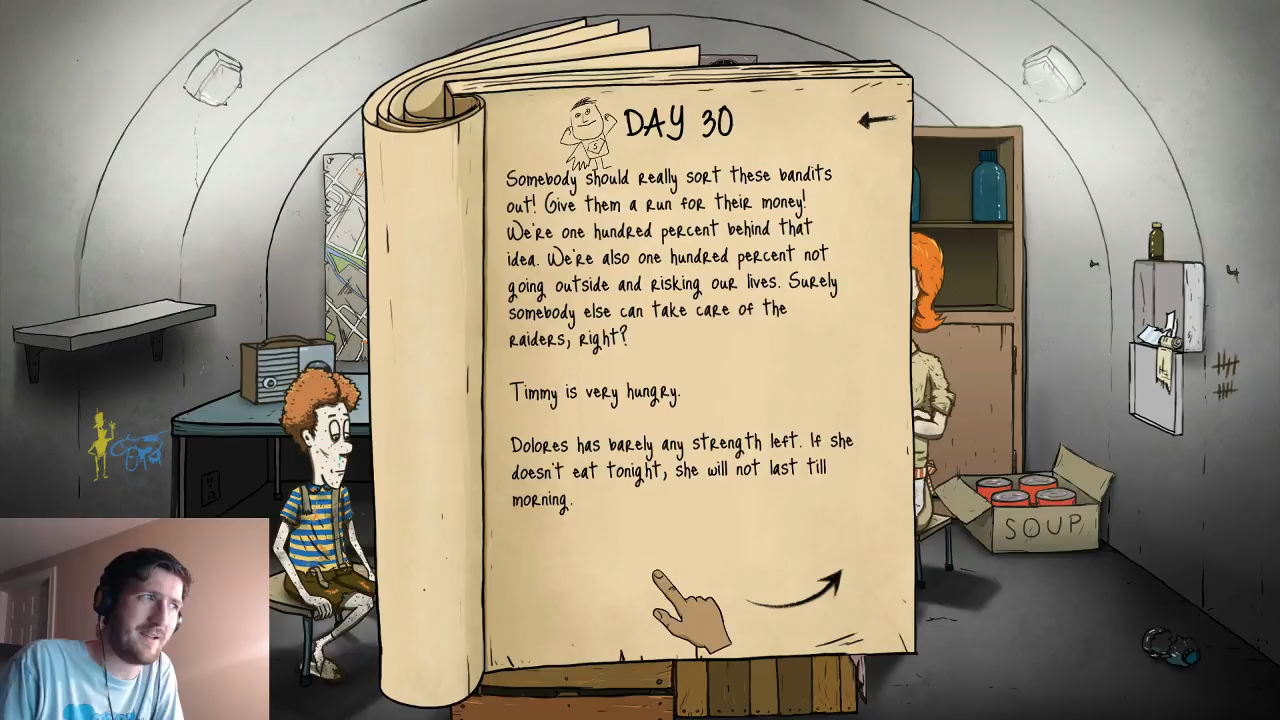 DAY 30
Somebody should really sort these bandits
out! Give them a run for their money!
We're one hundred percent behind that
idea. We're also one hundred percent not
going outside and risking our lives. Surely
somebody else can take care of the
raiders, right?
Timmy is very hungry.
Dolores has barely any strength left. If she
doesn't eat tonight, she will not last till
morning.
SOUP